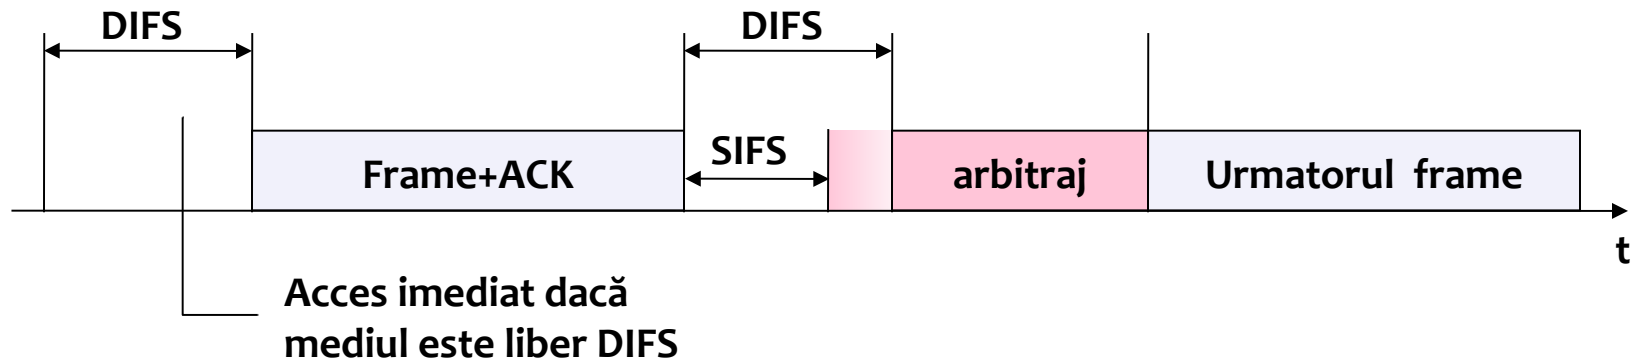 DIFS
DIFS
Frame+ACK
SIFS
arbitraj
Urmatorul frame
t
Acces imediat dacă
mediul este liber DIFS